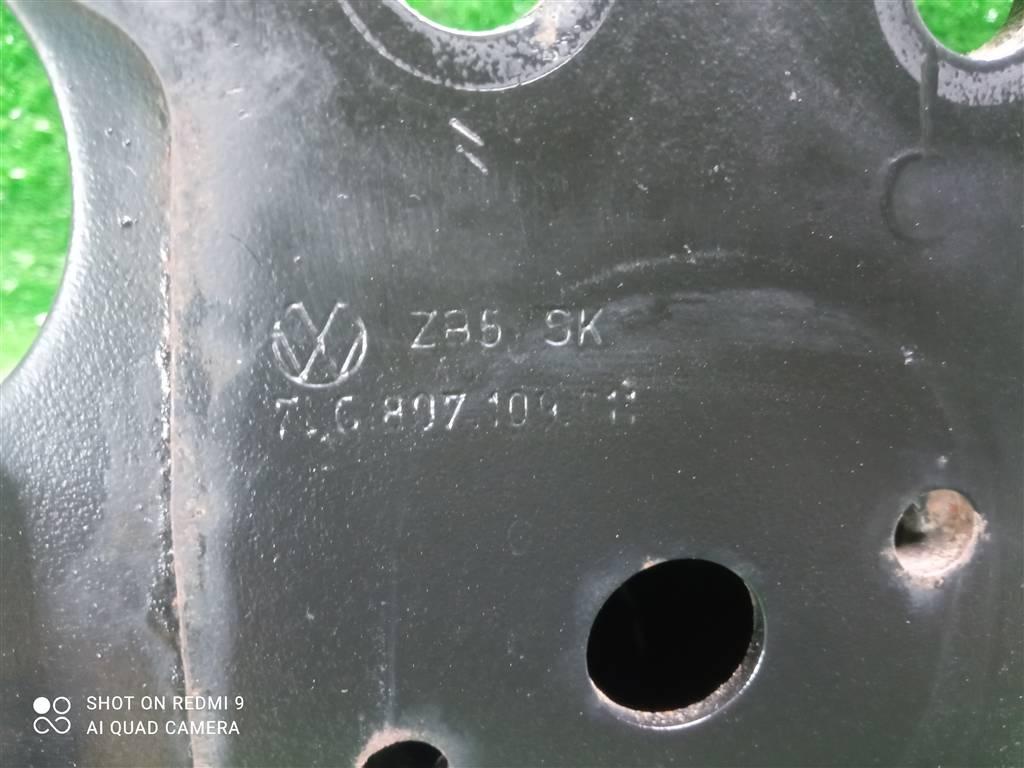 ZB5 SK
807 109
SHOT ON REDMI 9
AI QUAD CAMERA